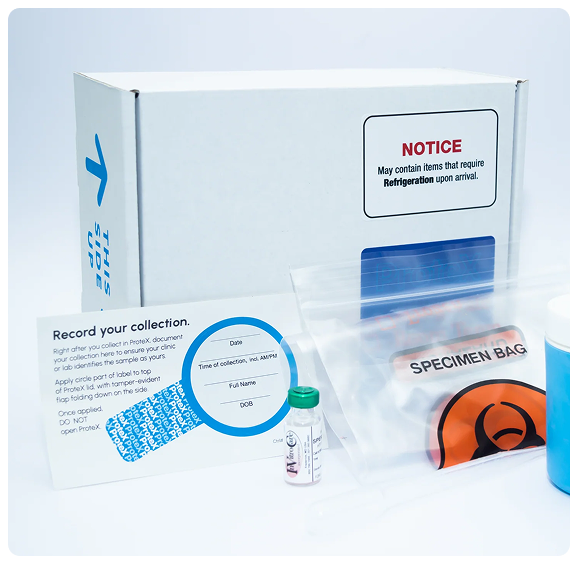 NOTICE
May contain items that require
Refrigeration upon arrival.
THIS
SIDE
UP
Record your collection.
Right after you collect in ProteX, document
your collection here to ensure your clinic
or lab identifies the sample as yours.
Apply circle part of label to top
of ProteX lid, with tamper-evident
flap folding down on the side.
Once applied,
DO NOT
open ProteX.
Date
Time of collection, incl. AM/PM
Full Name
DOB
ProteX
SPECIMEN BAG